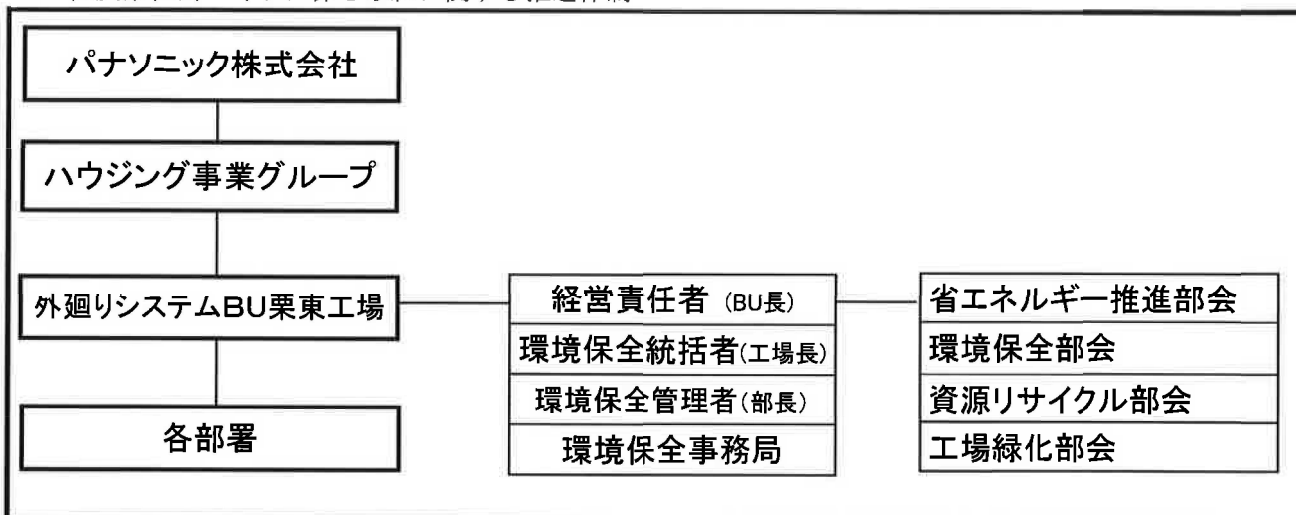 パナソニック株式会社
ハウジング事業グループ
外廻りシステムBU栗東工場
各部署
経営責任者 (BU長)
環境保全統括者(工場長)
環境保全管理者(部長)
環境保全事務局
省エネルギー推進部会
環境保全部会
資源リサイクル部会
工場緑化部会